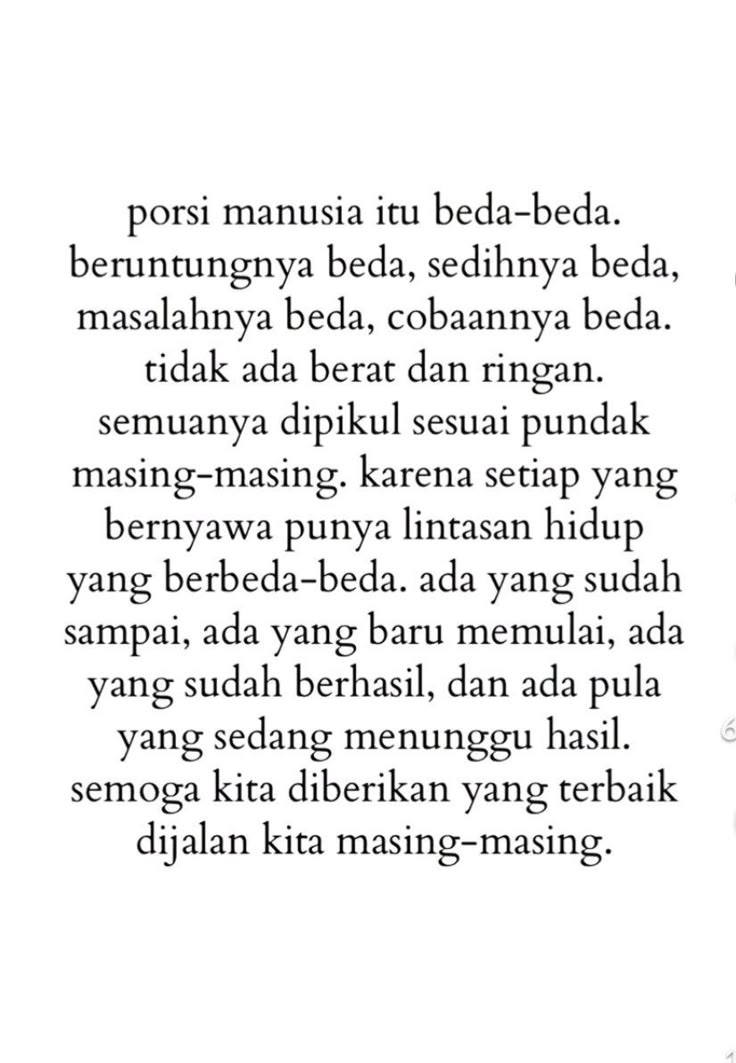 porsi manusia itu beda-beda.
beruntungnya beda, sedihnya beda,
masalahnya beda, cobaannya beda.
tidak ada berat dan ringan.
semuanya dipikul sesuai pundak
masing-masing. karena setiap yang
bernyawa punya lintasan hidup
yang berbeda-beda. ada yang sudah
sampai, ada yang baru memulai, ada
yang sudah berhasil, dan ada pula
yang sedang menunggu hasil.
semoga kita diberikan yang terbaik
dijalan kita masing-masing.